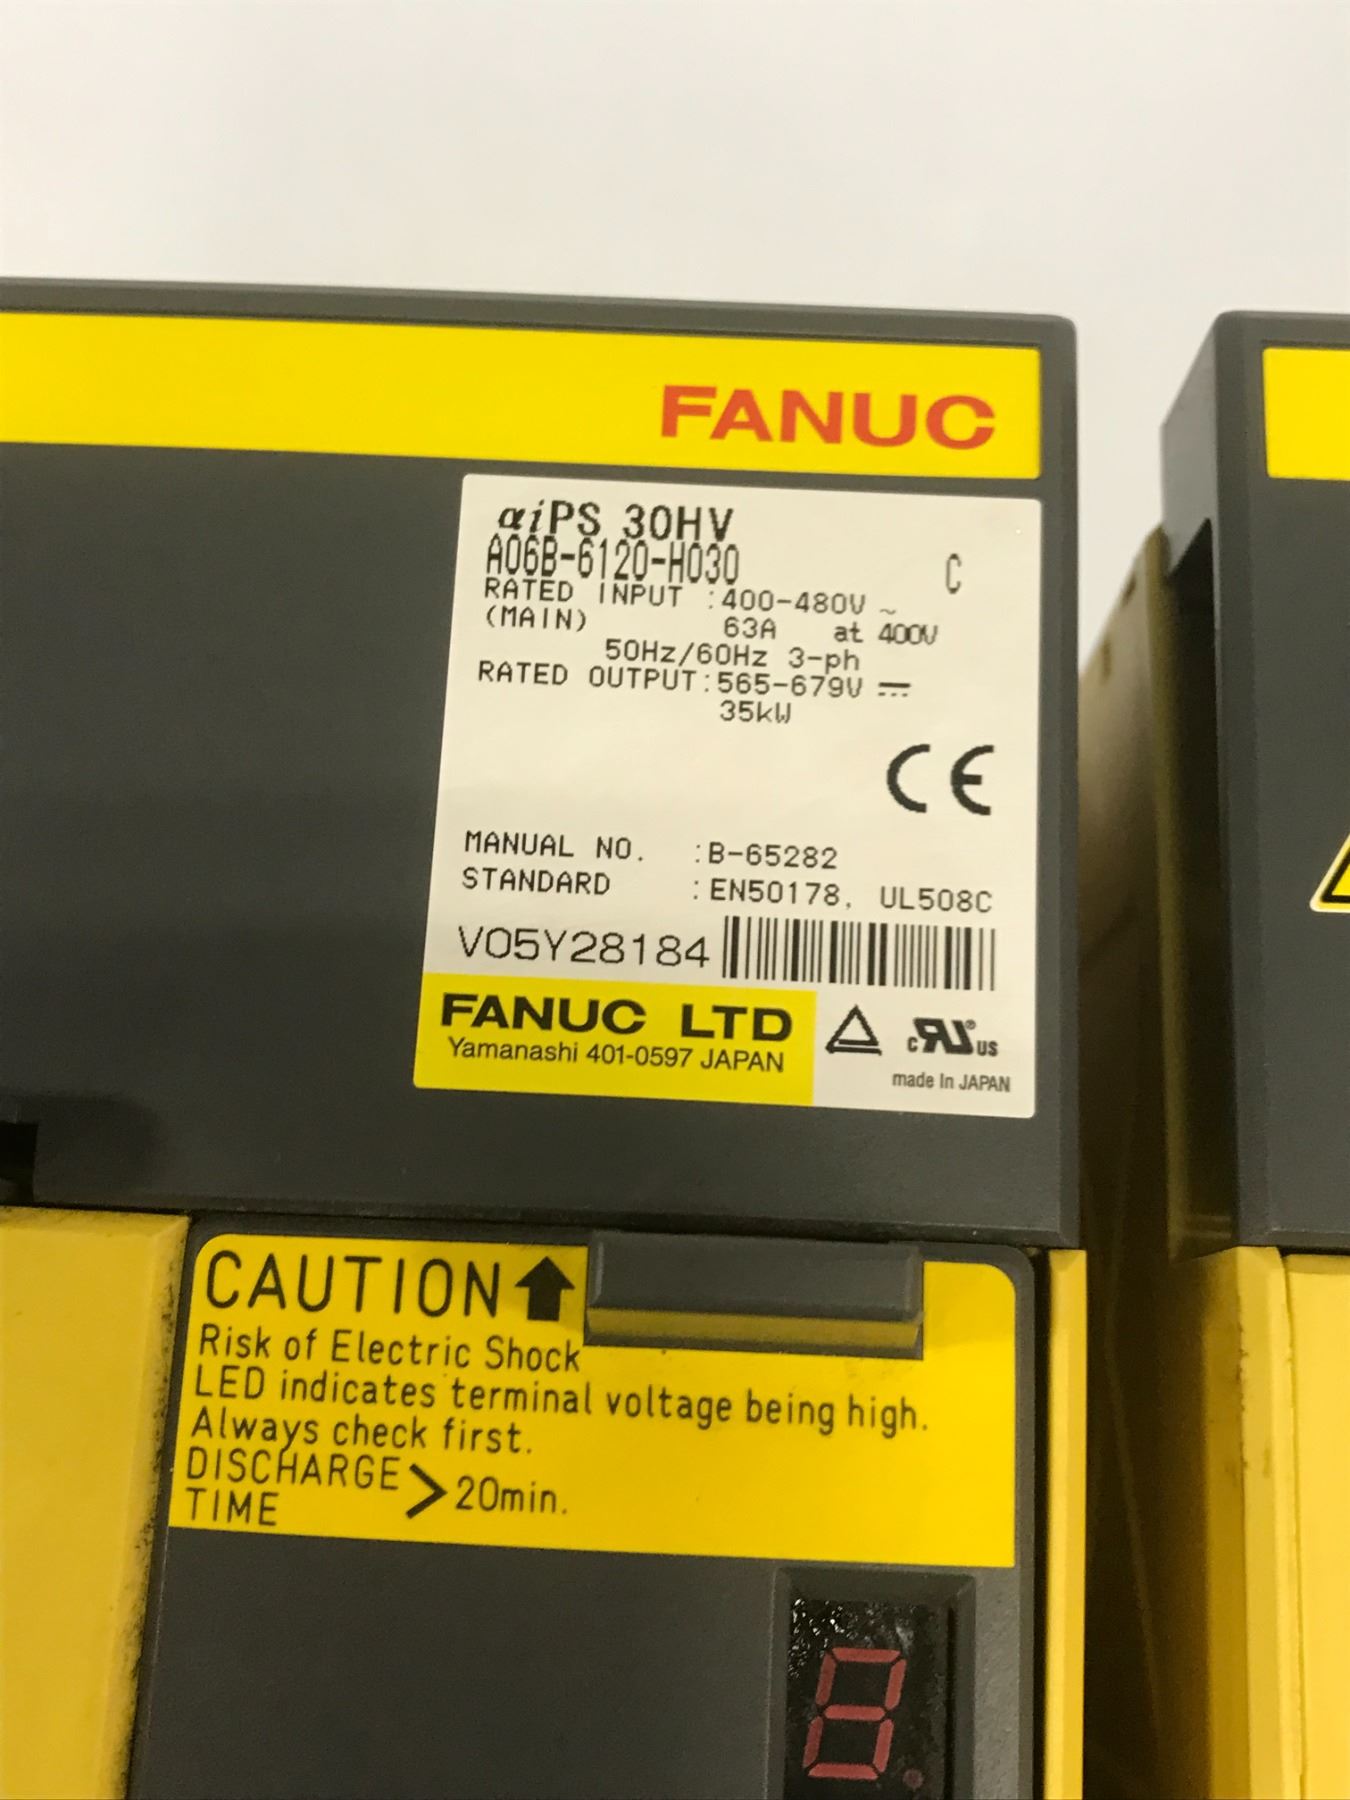 FANUC
αiPS 30HV
A06B-6120-H030 C
RATED INPUT :400-480V ~
(MAIN) 63A at 400V
50Hz/60Hz 3-ph
RATED OUTPUT:565-679V ⎓
35kW
CE
MANUAL NO. :B-65282
STANDARD :EN50178, UL508C
V05Y28184
FANUC LTD
Yamanashi 401-0597 JAPAN
c RU ® US
made In JAPAN
CAUTION
Risk of Electric Shock
LED indicates terminal voltage being high.
Always check first.
DISCHARGE
TIME > 20min.
8.